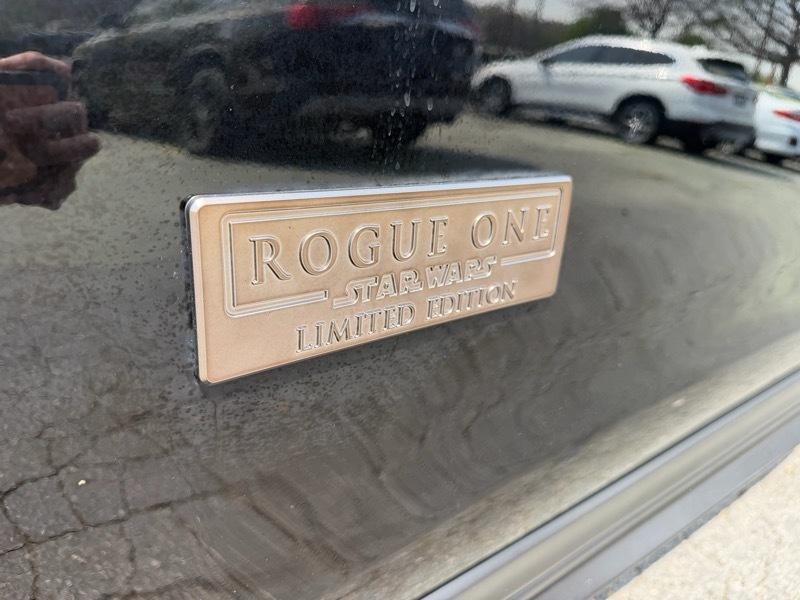 ROGUE ONE
STAR WARS
LIMITED EDITION